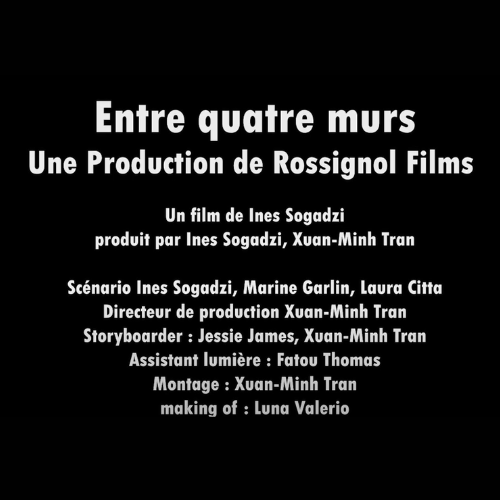 Entre quatre murs
Une Production de Rossignol Films
Un film de Ines Sogadzi
produit par Ines Sogadzi, Xuan-Minh Tran
Scénario Ines Sogadzi, Marine Garlin, Laura Citta
Directeur de production Xuan-Minh Tran
Storyboarder : Jessie James, Xuan-Minh Tran
Assistant lumière : Fatou Thomas
Montage : Xuan-Minh Tran
making of : Luna Valerio